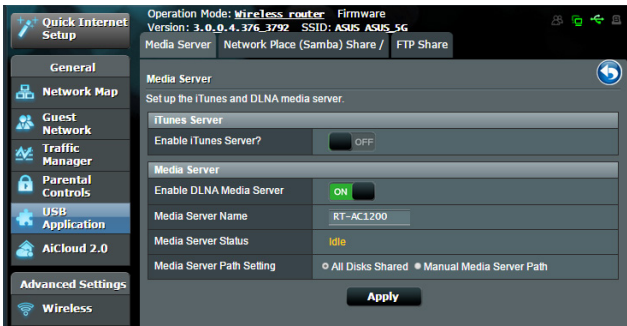 Quick Internet
Setup
General
Network Map
Guest
Network
Traffic
Manager
Parental
Controls
USB
Application
AiCloud 2.0
Advanced Settings
Wireless
Operation Mode: Wireless router Firmware
Version: 3.0.0.4.376_3792 SSID: ASUS ASUS_5G
Media Server Network Place (Samba) Share / FTP Share
Media Server
Set up the iTunes and DLNA media server.
iTunes Server
Enable iTunes Server? OFF
Media Server
Enable DLNA Media Server ON
Media Server Name RT-AC1200
Media Server Status Idle
Media Server Path Setting All Disks Shared Manual Media Server Path
Apply